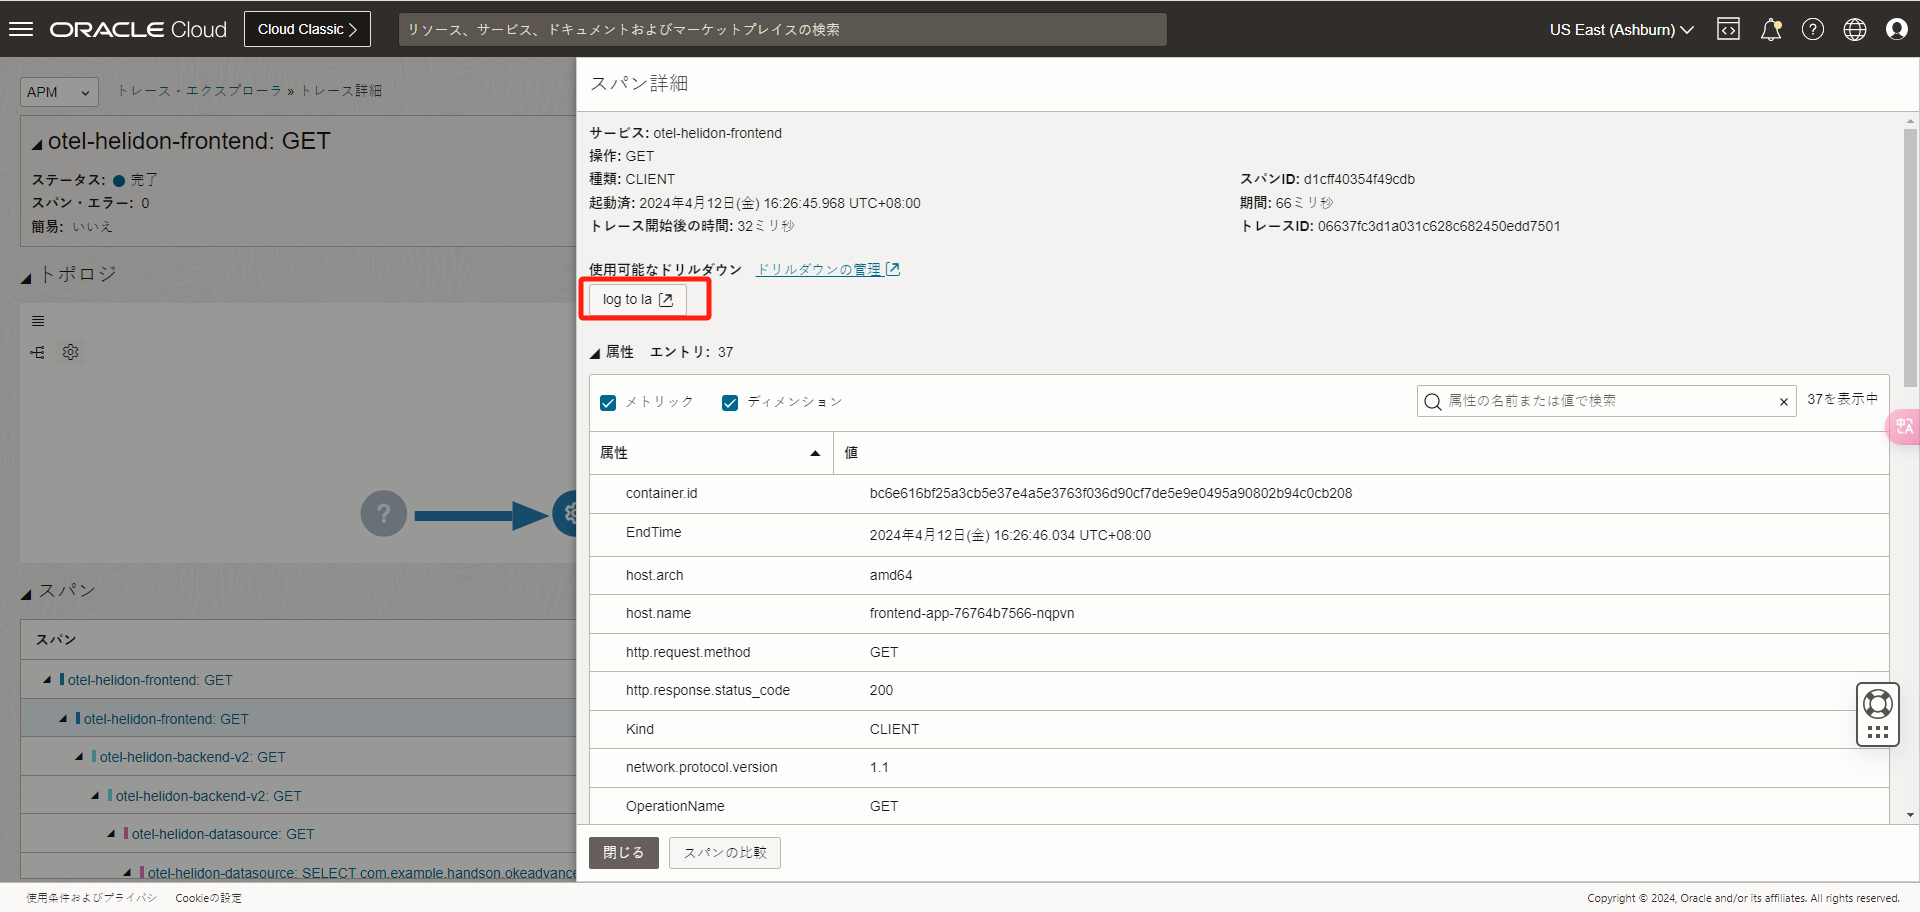 ORACLE Cloud
Cloud Classic
リソース、サービス、ドキュメントおよびマーケットプレイスの検索
US East (Ashburn)
APM
トレース・エクスプローラ » トレース詳細
otel-helidon-frontend: GET
ステータス: 完了
スパン・エラー: 0
簡易: いいえ
トポロジ
?
スパン
スパン
otel-helidon-frontend: GET
otel-helidon-frontend: GET
otel-helidon-backend-v2: GET
otel-helidon-backend-v2: GET
otel-helidon-datasource: GET
otel-helidon-datasource: SELECT com.example.handson.okeadvance
スパン詳細
サービス: otel-helidon-frontend
操作: GET
種類: CLIENT
起動済: 2024年4月12日(金) 16:26:45.968 UTC+08:00
トレース開始後の時間: 32ミリ秒
スパンID: d1cff40354f49cdb
期間: 66ミリ秒
トレースID: 06637fc3d1a031c628c682450edd7501
使用可能なドリルダウン ドリルダウンの管理
log to la
属性 エントリ: 37
メトリック ディメンション
属性の名前または値で検索
37を表示中
属性 値
container.id bc6e616bf25a3cb5e37e4a5e3763f036d90cf7de5e9e0495a90802b94c0cb208
EndTime 2024年4月12日(金) 16:26:46.034 UTC+08:00
host.arch amd64
host.name frontend-app-76764b7566-nqpvn
http.request.method GET
http.response.status_code 200
Kind CLIENT
network.protocol.version 1.1
OperationName GET
閉じる スパンの比較
使用条件およびプライバシ Cookieの設定
Copyright © 2024, Oracle and/or its affiliates. All rights reserved.